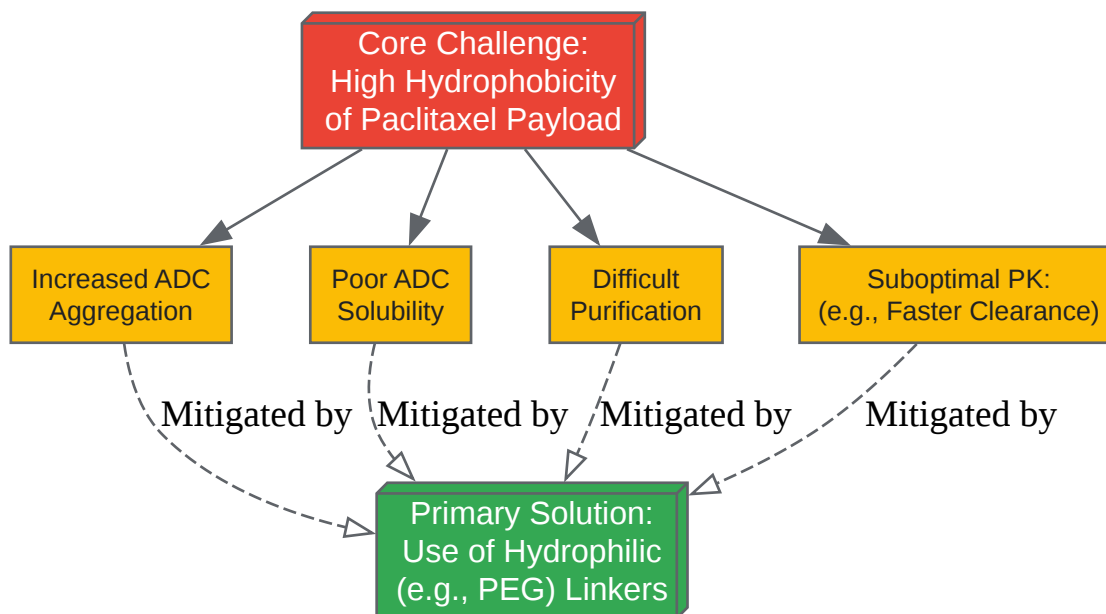 Core Challenge:
High Hydrophobicity
of Paclitaxel Payload
Increased ADC
Aggregation
Poor ADC
Solubility
Difficult
Purification
Suboptimal PK:
(e.g., Faster Clearance)
Mitigated by
Mitigated by
Mitigated by
Mitigated by
Primary Solution:
Use of Hydrophilic
(e.g., PEG) Linkers